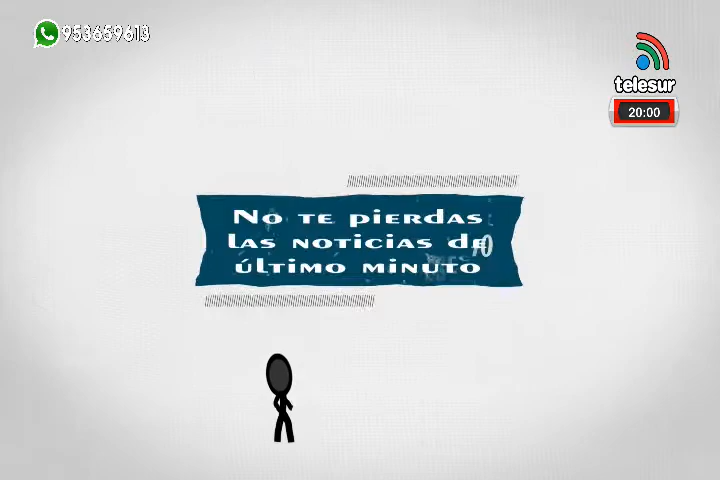 953659613
telesur
20:00
No te pierdas
las noticias de
último minuto